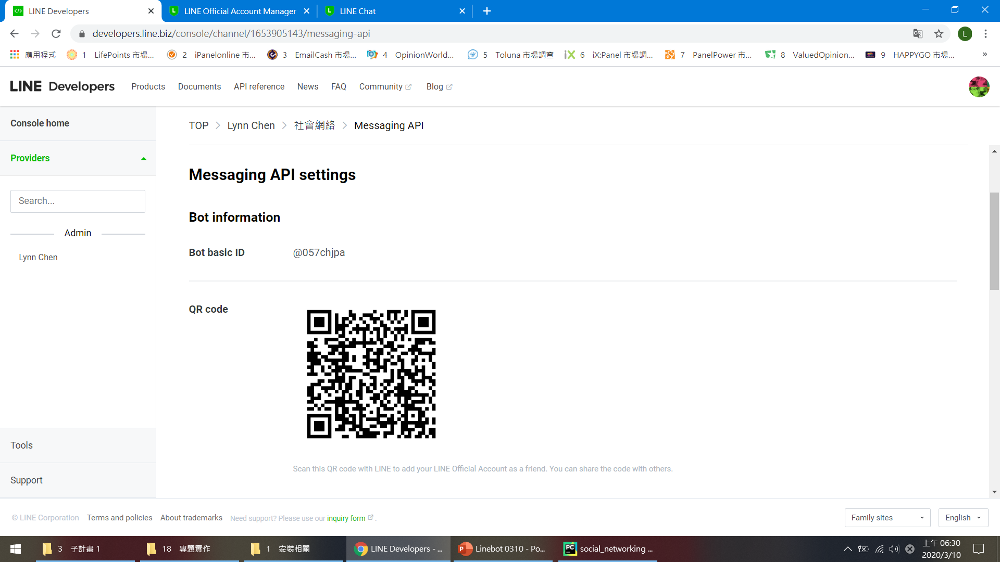 LINE Developers
LINE Official Account Manager
LINE Chat
developers.line.biz/console/channel/1653905143/messaging-api
L
應用程式
1 LifePoints 市場...
2 iPanelonline 市...
3 EmailCash 市場...
4 OpinionWorld...
5 Toluna 市場調查
6 iX:Panel 市場調...
7 PanelPower 市...
8 ValuedOpinion...
9 HAPPYGO 市場...
»
LINE Developers
Products
Documents
API reference
News
FAQ
Community
Blog
Console home
Providers
Search...
Admin
Lynn Chen
Tools
Support
TOP > Lynn Chen > 社會網絡 > Messaging API
Messaging API settings
Bot information
Bot basic ID @057chjpa
QR code
Scan this QR code with LINE to add your LINE Official Account as a friend. You can share the code with others.
© LINE Corporation Terms and policies About trademarks Need support? Please use our inquiry form .
Family sites
English
3 子計畫 1
18 專題實作
1 安裝相關
LINE Developers - ...
Linebot 0310 - Po...
social_networking ...
上午 06:30
2020/3/10